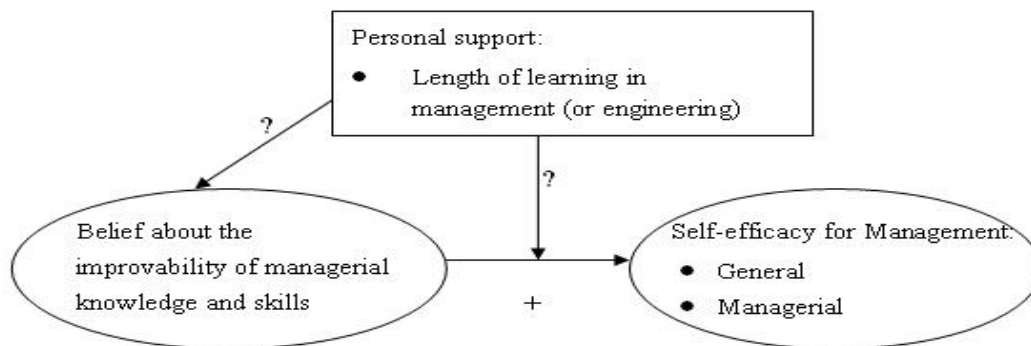 Personal support:
● Length of learning in
management (or engineering)
?
?
Belief about the
improvability of managerial
knowledge and skills
+
Self-efficacy for Management:
● General
● Managerial